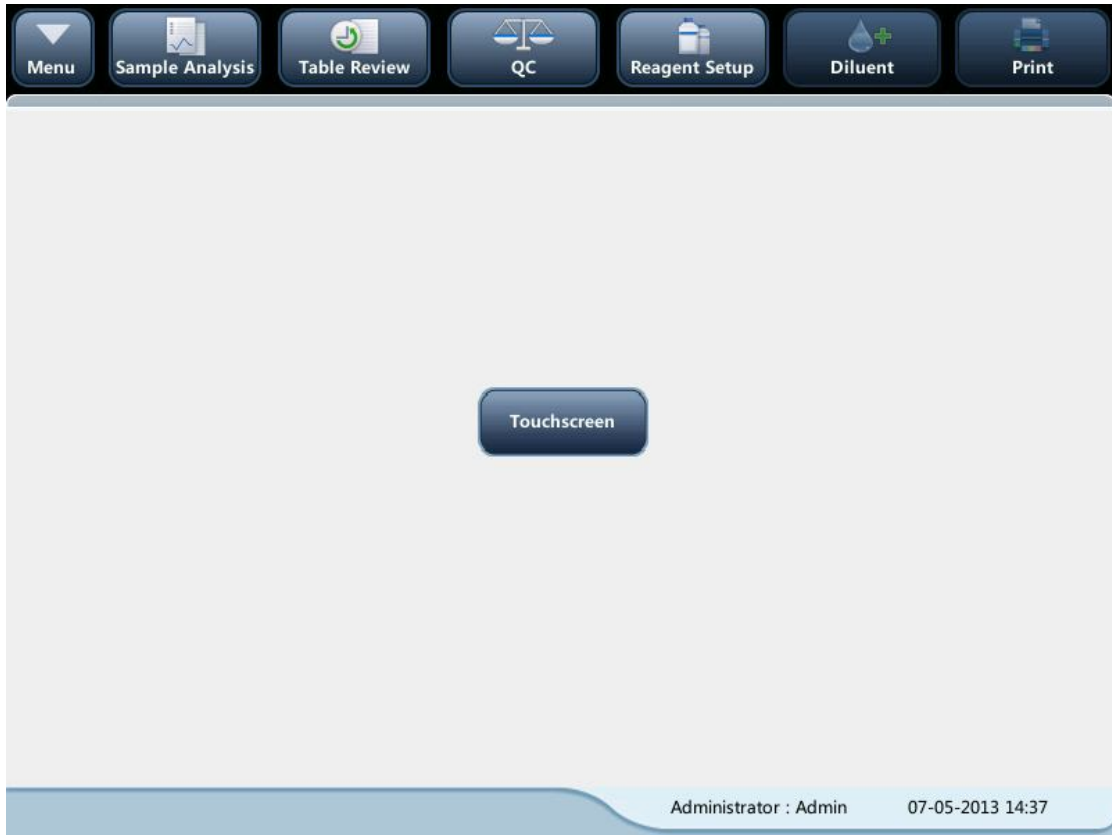 Menu
Sample Analysis
Table Review
QC
Reagent Setup
Diluent
Print
Touchscreen
Administrator : Admin
07-05-2013 14:37